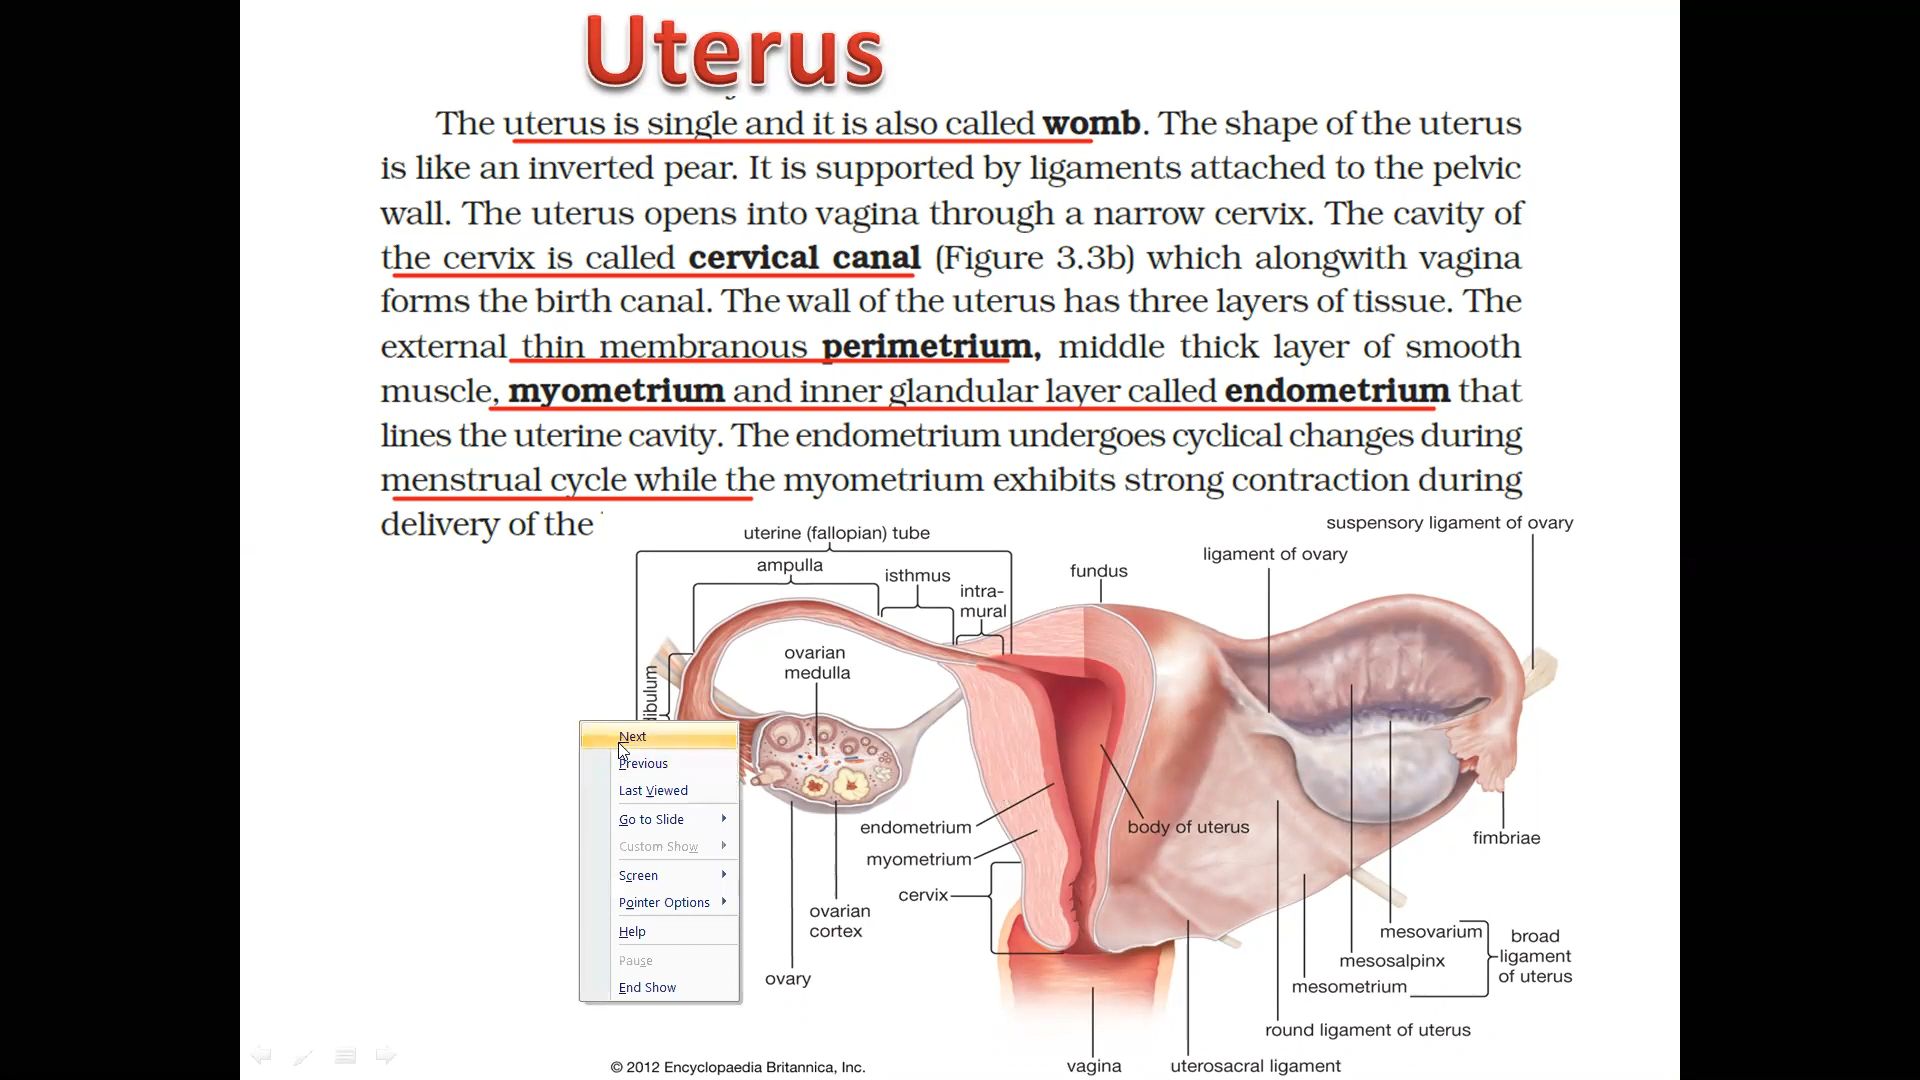 Uterus
The uterus is single and it is also called womb. The shape of the uterus
is like an inverted pear. It is supported by ligaments attached to the pelvic
wall. The uterus opens into vagina through a narrow cervix. The cavity of
the cervix is called cervical canal (Figure 3.3b) which alongwith vagina
forms the birth canal. The wall of the uterus has three layers of tissue. The
external thin membranous perimetrium, middle thick layer of smooth
muscle, myometrium and inner glandular layer called endometrium that
lines the uterine cavity. The endometrium undergoes cyclical changes during
menstrual cycle while the myometrium exhibits strong contraction during
delivery of the
suspensory ligament of ovary
uterine (fallopian) tube
ligament of ovary
ampulla
isthmus
fundus
intra-
mural
ovarian
medulla
Next
Previous
Last Viewed
Go to Slide
Custom Show
Screen
Pointer Options
Help
Pause
End Show
endometrium
body of uterus
myometrium
fimbriae
cervix
ovarian
cortex
ovary
mesovarium
mesosalpinx
mesometrium
broad
ligament
of uterus
round ligament of uterus
vagina
uterosacral ligament
© 2012 Encyclopaedia Britannica, Inc.